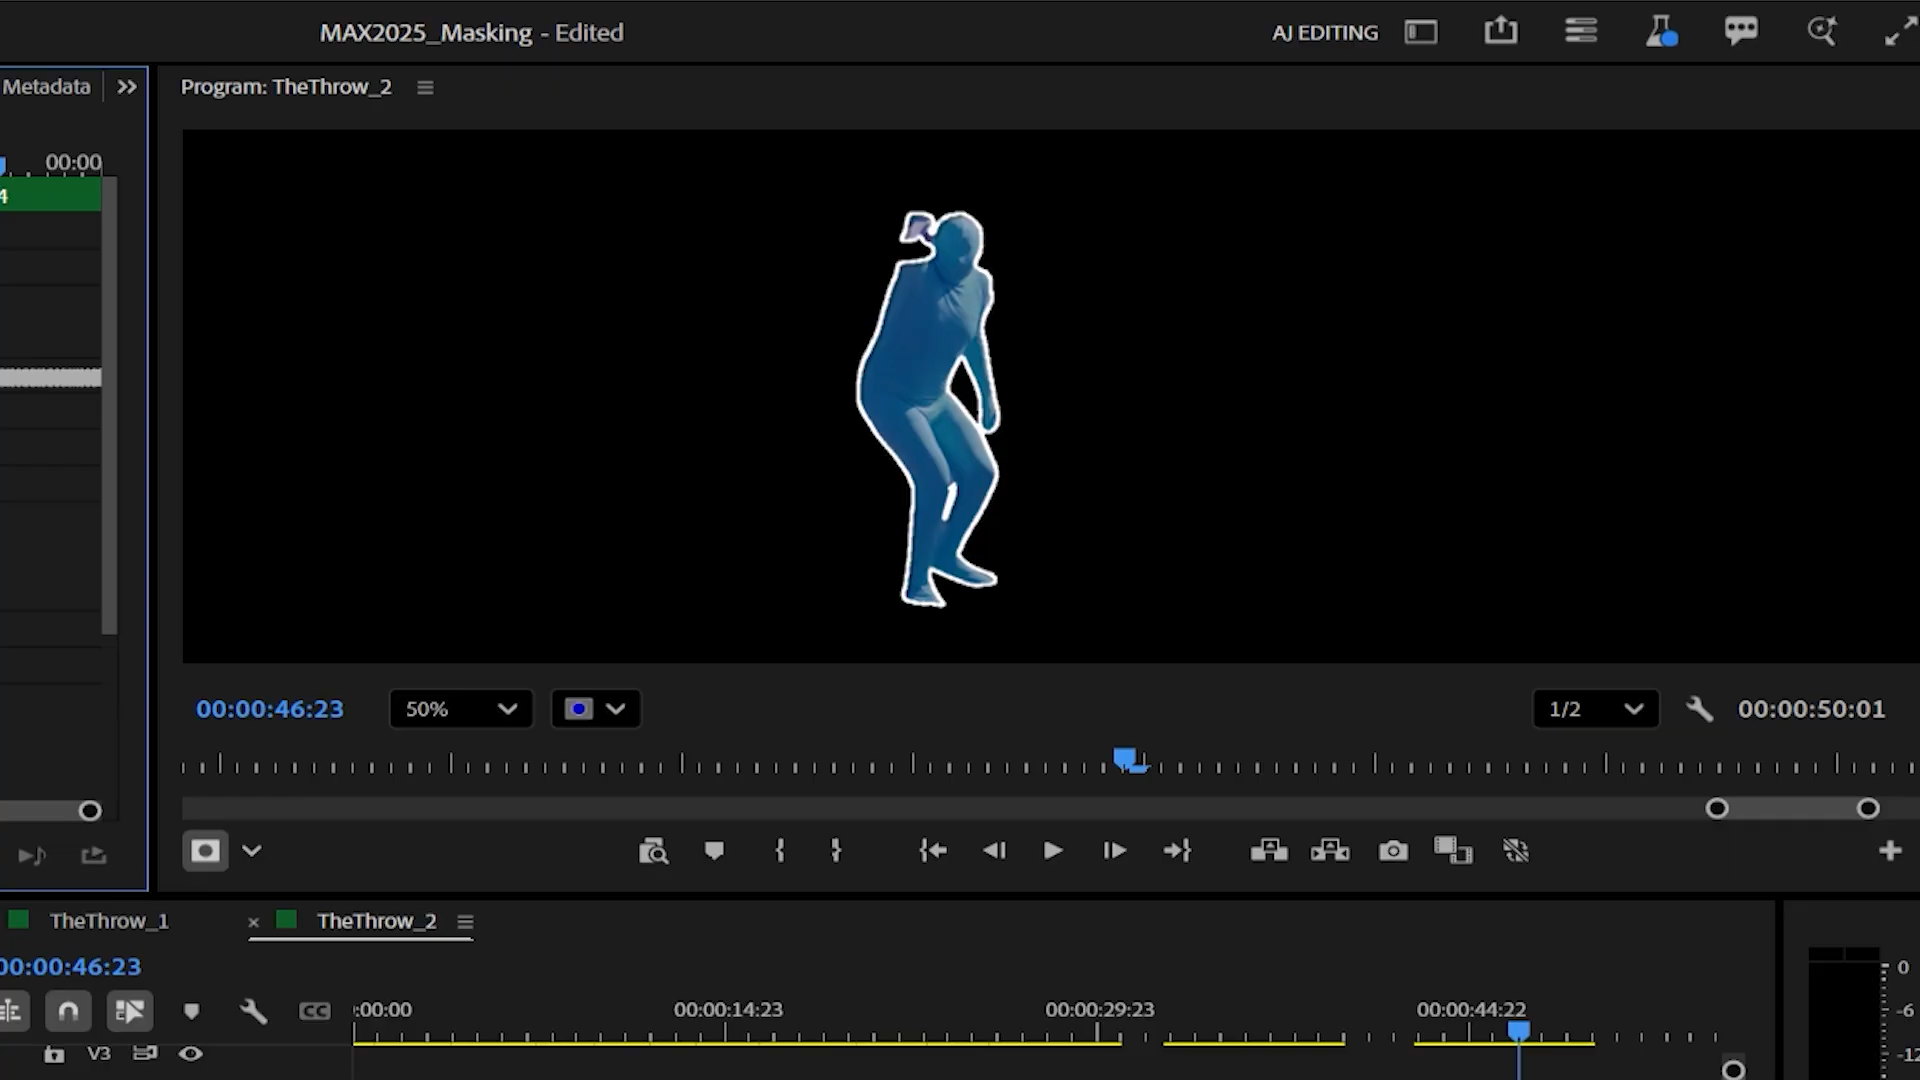 MAX2025_Masking - Edited
AJ EDITING
Metadata
Program: TheThrow_2
00:00
4
00:00:46:23
50%
1/2
00:00:50:01
TheThrow_1
TheThrow_2
00:00:46:23
CC
:00:00
00:00:14:23
00:00:29:23
00:00:44:22
V3
0
-6
-12